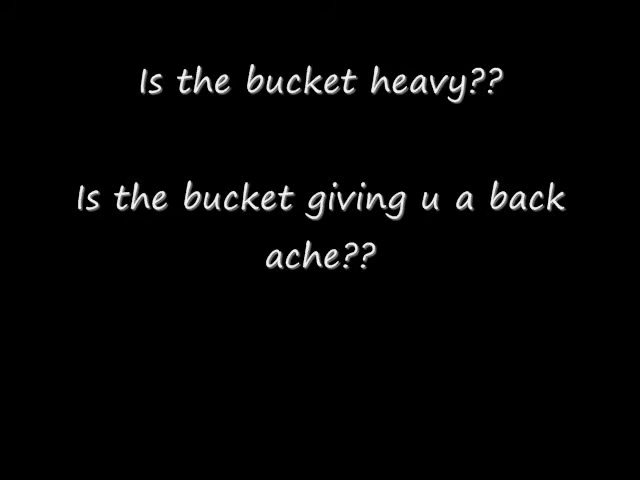 Is the bucket heavy??
Is the bucket giving u a back
ache??